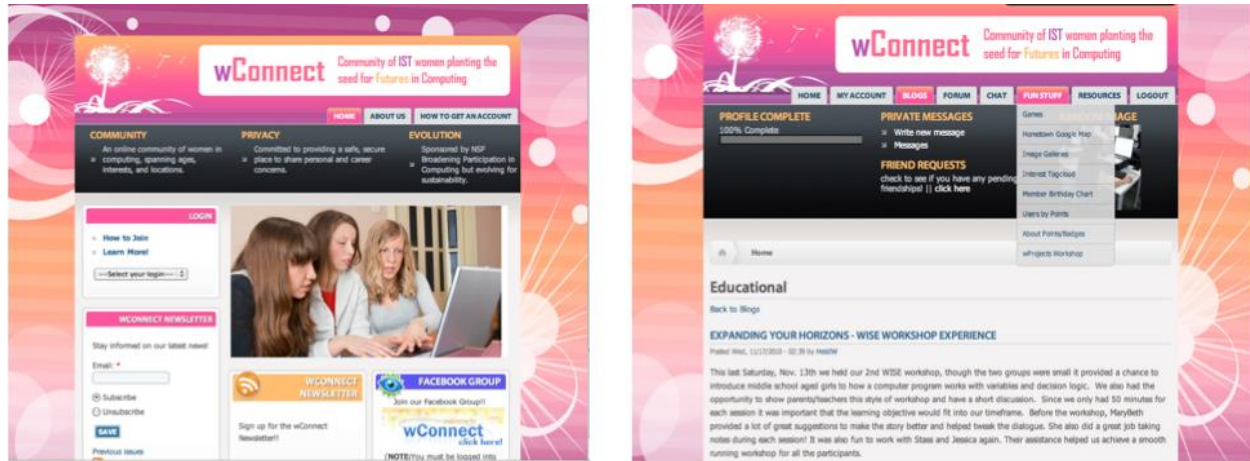 wConnect
Community of IST women planting the
seed for Futures in Computing
HOME ABOUT US HOW TO GET AN ACCOUNT
COMMUNITY
An online community of women in
computing, spanning ages,
interests, and locations.
PRIVACY
Committed to providing a safe, secure
place to share personal and career
concerns.
EVOLUTION
Sponsored by NSF
Broadening Participation in
Computing but evolving for
sustainability.
LOGIN
How to Join
Learn More!
---Select your login---
WCONNECT NEWSLETTER
Stay informed on our latest news!
Email: *
Subscribe
Unsubscribe
SAVE
Previous issues
WCONNECT
NEWSLETTER
Sign up for the wConnect
Newsletter!!
FACEBOOK GROUP
Join our Facebook Group!!
wConnect
click here!
(NOTE:You must be logged into
wConnect
Community of IST women planting the
seed for Futures in Computing
HOME MY ACCOUNT BLOGS FORUM CHAT FUN STUFF RESOURCES LOGOUT
PROFILE COMPLETE
100% Complete
PRIVATE MESSAGES
Write new message
Messages
FRIEND REQUESTS
check to see if you have any pending
friendships! || click here
Games
Hometown Google Map
Image Galleries
Interest Tagcloud
Member Birthday Chart
Users by Points
About Points/Badges
wProjects Workshop
Home
Educational
Back to Blogs
EXPANDING YOUR HORIZONS - WISE WORKSHOP EXPERIENCE
Posted Wed, 11/17/2010 - 02:39 by HeidiW
This last Saturday, Nov. 13th we held our 2nd WISE workshop, though the two groups were small it provided a chance to
introduce middle school aged girls to how a computer program works with variables and decision logic. We also had the
opportunity to show parents/teachers this style of workshop and have a short discussion. Since we only had 50 minutes for
each session it was important that the learning objective would fit into our timeframe. Before the workshop, MaryBeth
provided a lot of great suggestions to make the story better and helped tweak the dialogue. She also did a great job taking
notes during each session! It was also fun to work with Stass and Jessica again. Their assistance helped us achieve a smooth
running workshop for all the participants.